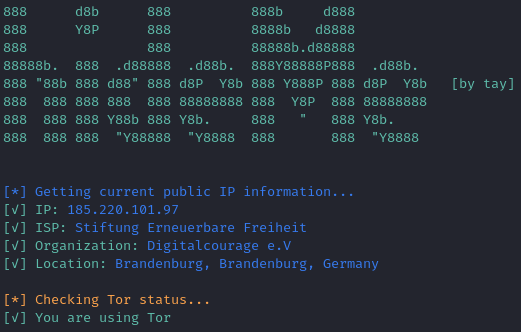 888      d8b      888          888b     d888
888      Y8P      888          8888b   d8888
888               888          88888b.d88888
88888b.  888  .d88888  .d88b.  888Y88888P888  .d88b.
888 "88b 888 d88" 888 d8P  Y8b 888 Y888P 888 d8P  Y8b   [by tay]
888  888 888 888  888 88888888 888  Y8P  888 88888888
888  888 888 Y88b 888 Y8b.     888   "   888 Y8b.
888  888 888  "Y88888  "Y8888  888       888  "Y8888
[*] Getting current public IP information...
[√] IP: 185.220.101.97
[√] ISP: Stiftung Erneuerbare Freiheit
[√] Organization: Digitalcourage e.V
[√] Location: Brandenburg, Brandenburg, Germany
[*] Checking Tor status...
[√] You are using Tor